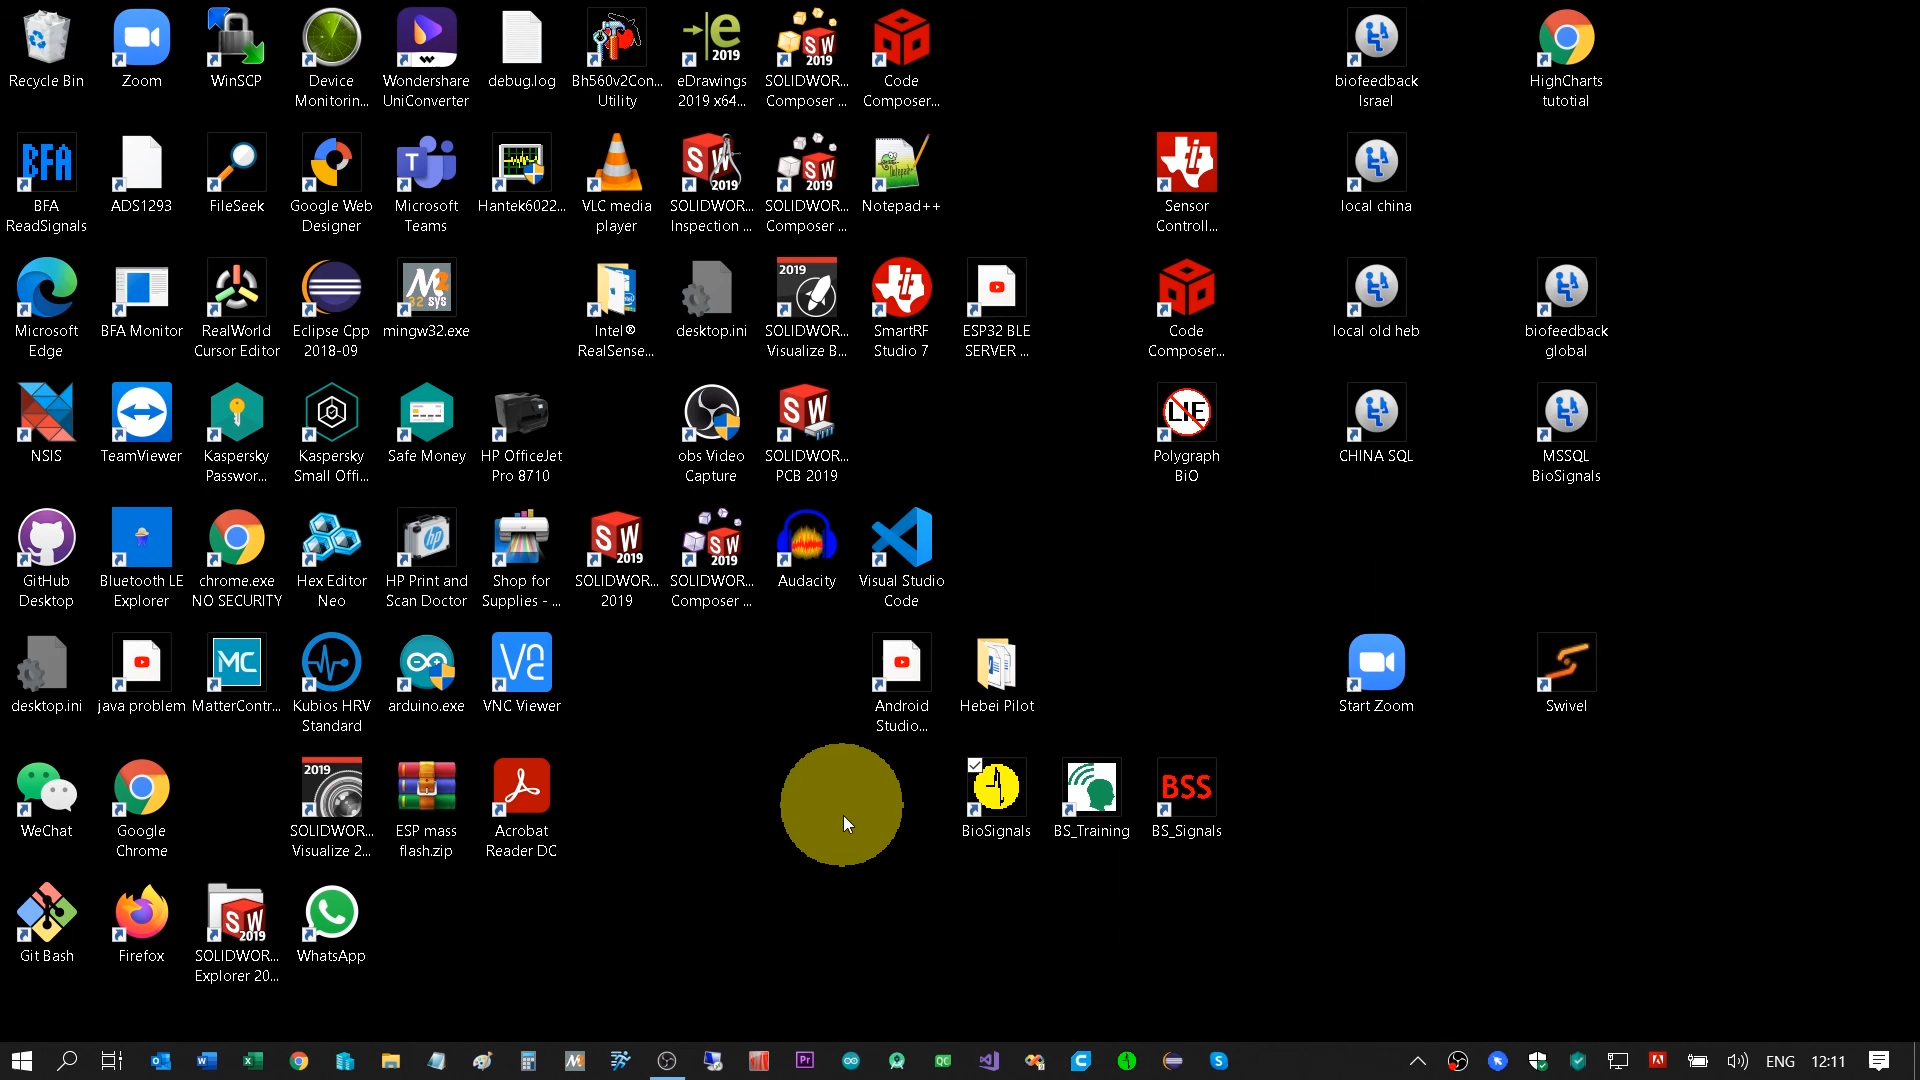 Recycle Bin
Zoom
WinSCP
Device
Monitorin...
Wondershare
UniConverter
debug.log
Bh560v2Con...
Utility
eDrawings
2019 x64...
SOLIDWOR...
Composer ...
Code
Composer...
biofeedback
Israel
HighCharts
tutotial
BFA
ReadSignals
ADS1293
FileSeek
Google Web
Designer
Microsoft
Teams
Hantek6022...
VLC media
player
SOLIDWOR...
Inspection ...
SOLIDWOR...
Composer ...
Notepad++
Sensor
Controll...
local china
Microsoft
Edge
BFA Monitor
RealWorld
Cursor Editor
Eclipse Cpp
2018-09
mingw32.exe
Intel®
RealSense...
desktop.ini
SOLIDWOR...
Visualize B...
SmartRF
Studio 7
ESP32 BLE
SERVER ...
Code
Composer...
local old heb
biofeedback
global
NSIS
TeamViewer
Kaspersky
Passwor...
Kaspersky
Small Offi...
Safe Money
HP OfficeJet
Pro 8710
obs Video
Capture
SOLIDWOR...
PCB 2019
LIE
Polygraph
BiO
CHINA SQL
MSSQL
BioSignals
GitHub
Desktop
Bluetooth LE
Explorer
chrome.exe
NO SECURITY
Hex Editor
Neo
HP Print and
Scan Doctor
Shop for
Supplies - ...
SOLIDWOR...
2019
SOLIDWOR...
Composer ...
Audacity
Visual Studio
Code
desktop.ini
java problem
MatterContr...
Kubios HRV
Standard
arduino.exe
VNC Viewer
Android
Studio...
Hebei Pilot
Start Zoom
Swivel
WeChat
Google
Chrome
SOLIDWOR...
Visualize 2...
ESP mass
flash.zip
Acrobat
Reader DC
BioSignals
BS_Training
BSS
BS_Signals
Git Bash
Firefox
SOLIDWOR...
Explorer 20...
WhatsApp
ENG
12:11